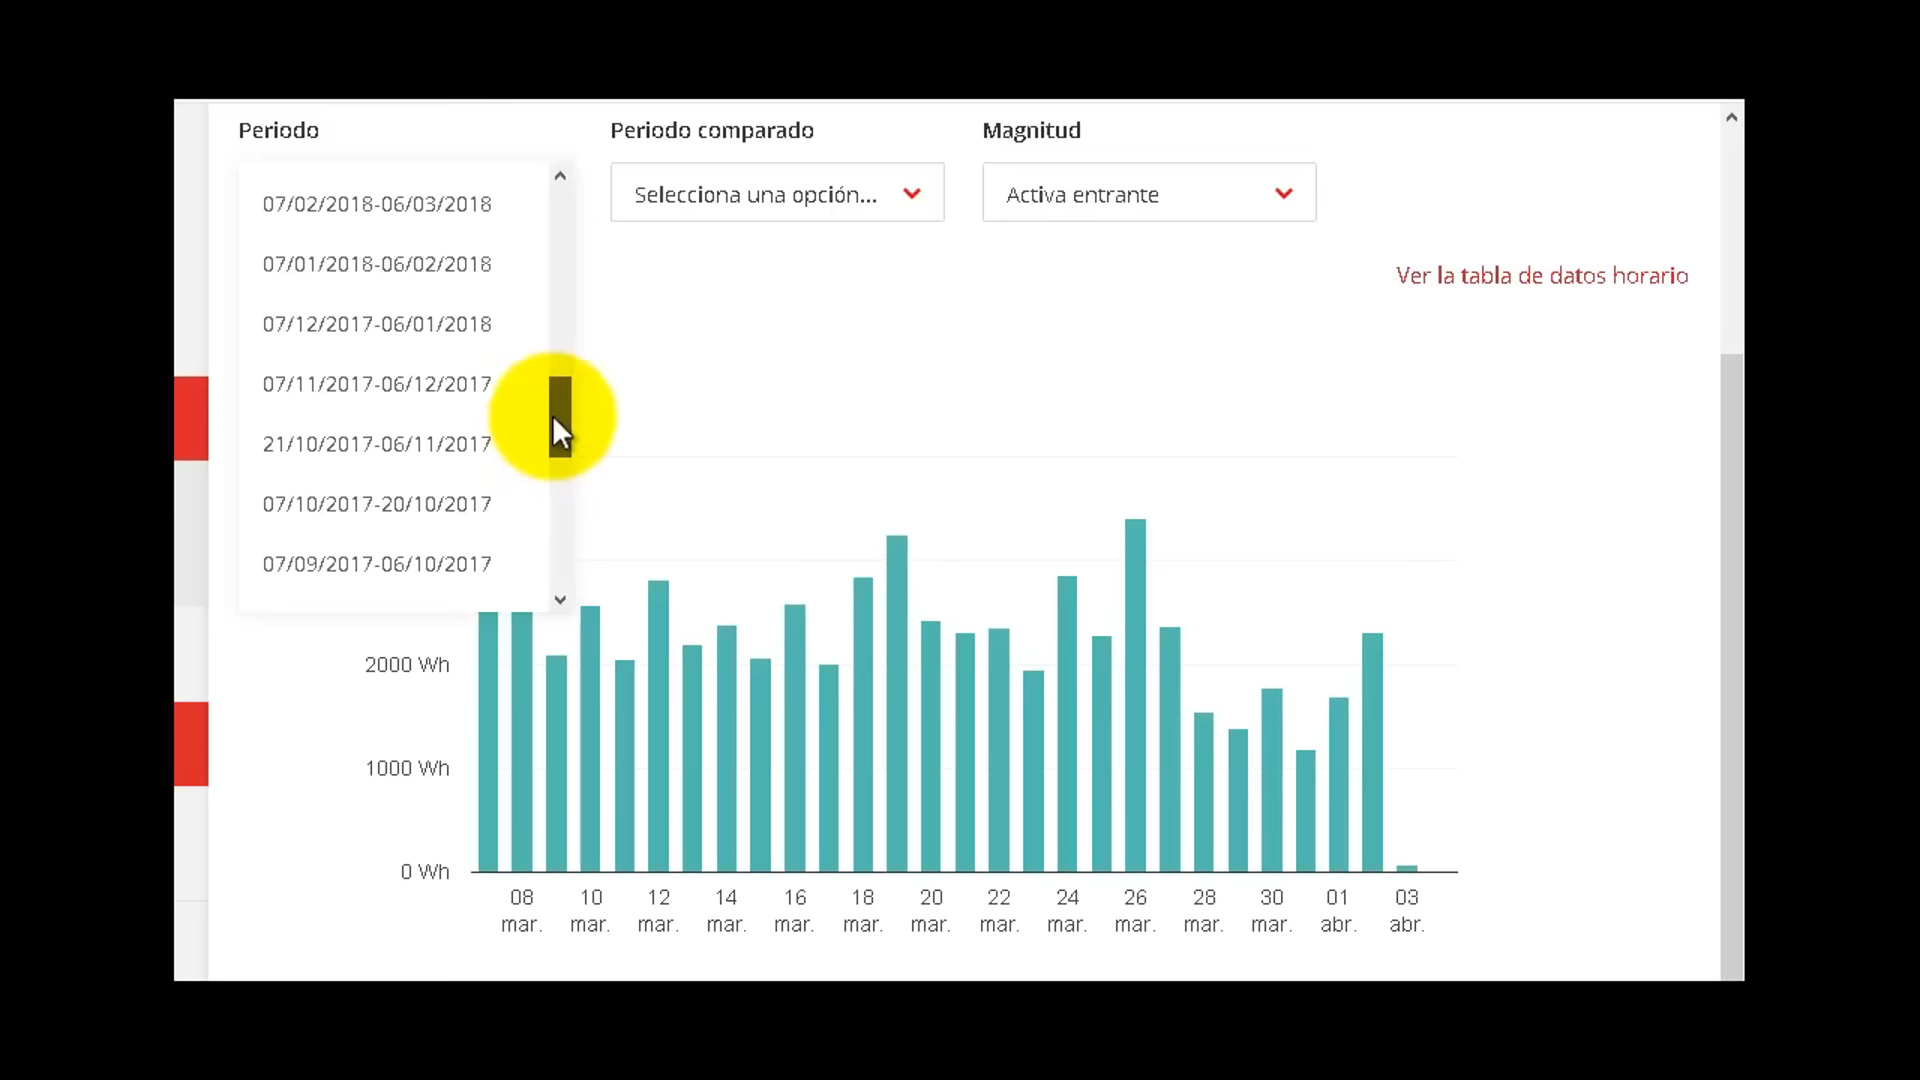 Periodo
Periodo comparado
Magnitud
Selecciona una opción...
Activa entrante
07/02/2018-06/03/2018
07/01/2018-06/02/2018
07/12/2017-06/01/2018
07/11/2017-06/12/2017
21/10/2017-06/11/2017
07/10/2017-20/10/2017
07/09/2017-06/10/2017
Ver la tabla de datos horario
2000 Wh
1000 Wh
0 Wh
08 10 12 14 16 18 20 22 24 26 28 30 01 03
mar. mar. mar. mar. mar. mar. mar. mar. mar. mar. mar. mar. abr. abr.